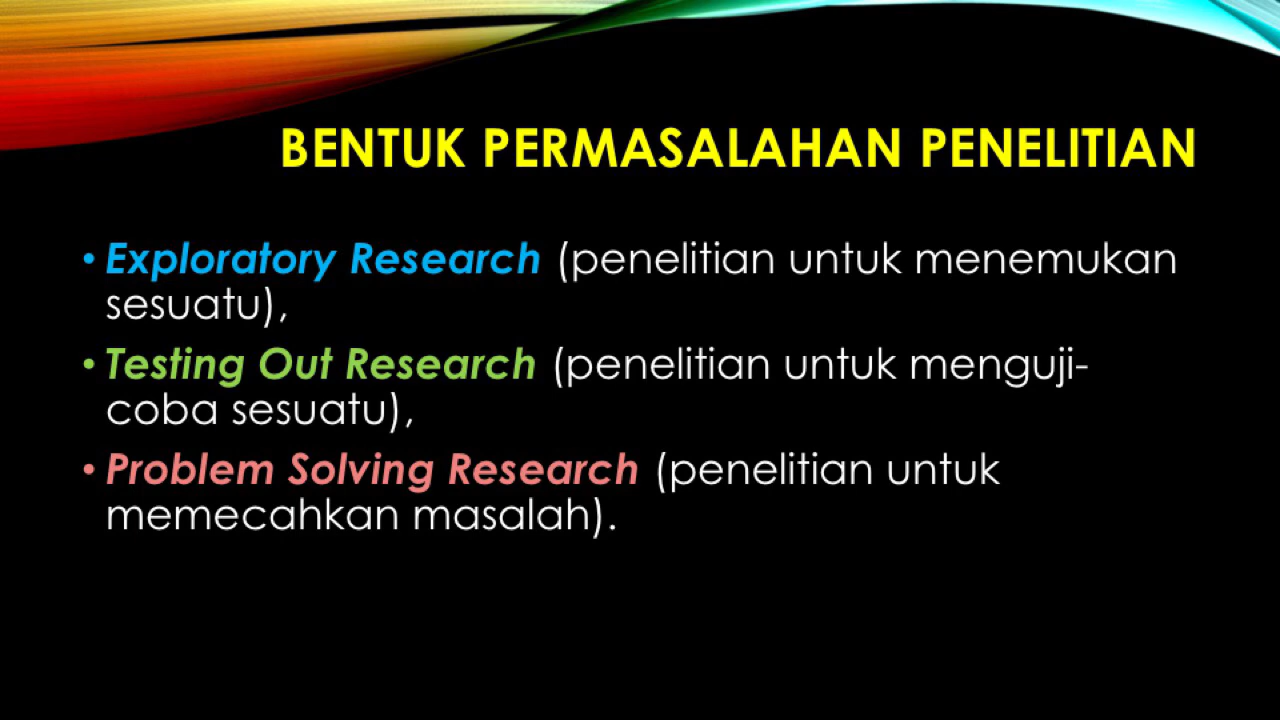 BENTUK PERMASALAHAN PENELITIAN
• Exploratory Research (penelitian untuk menemukan
sesuatu),
• Testing Out Research (penelitian untuk menguji-
coba sesuatu),
• Problem Solving Research (penelitian untuk
memecahkan masalah).